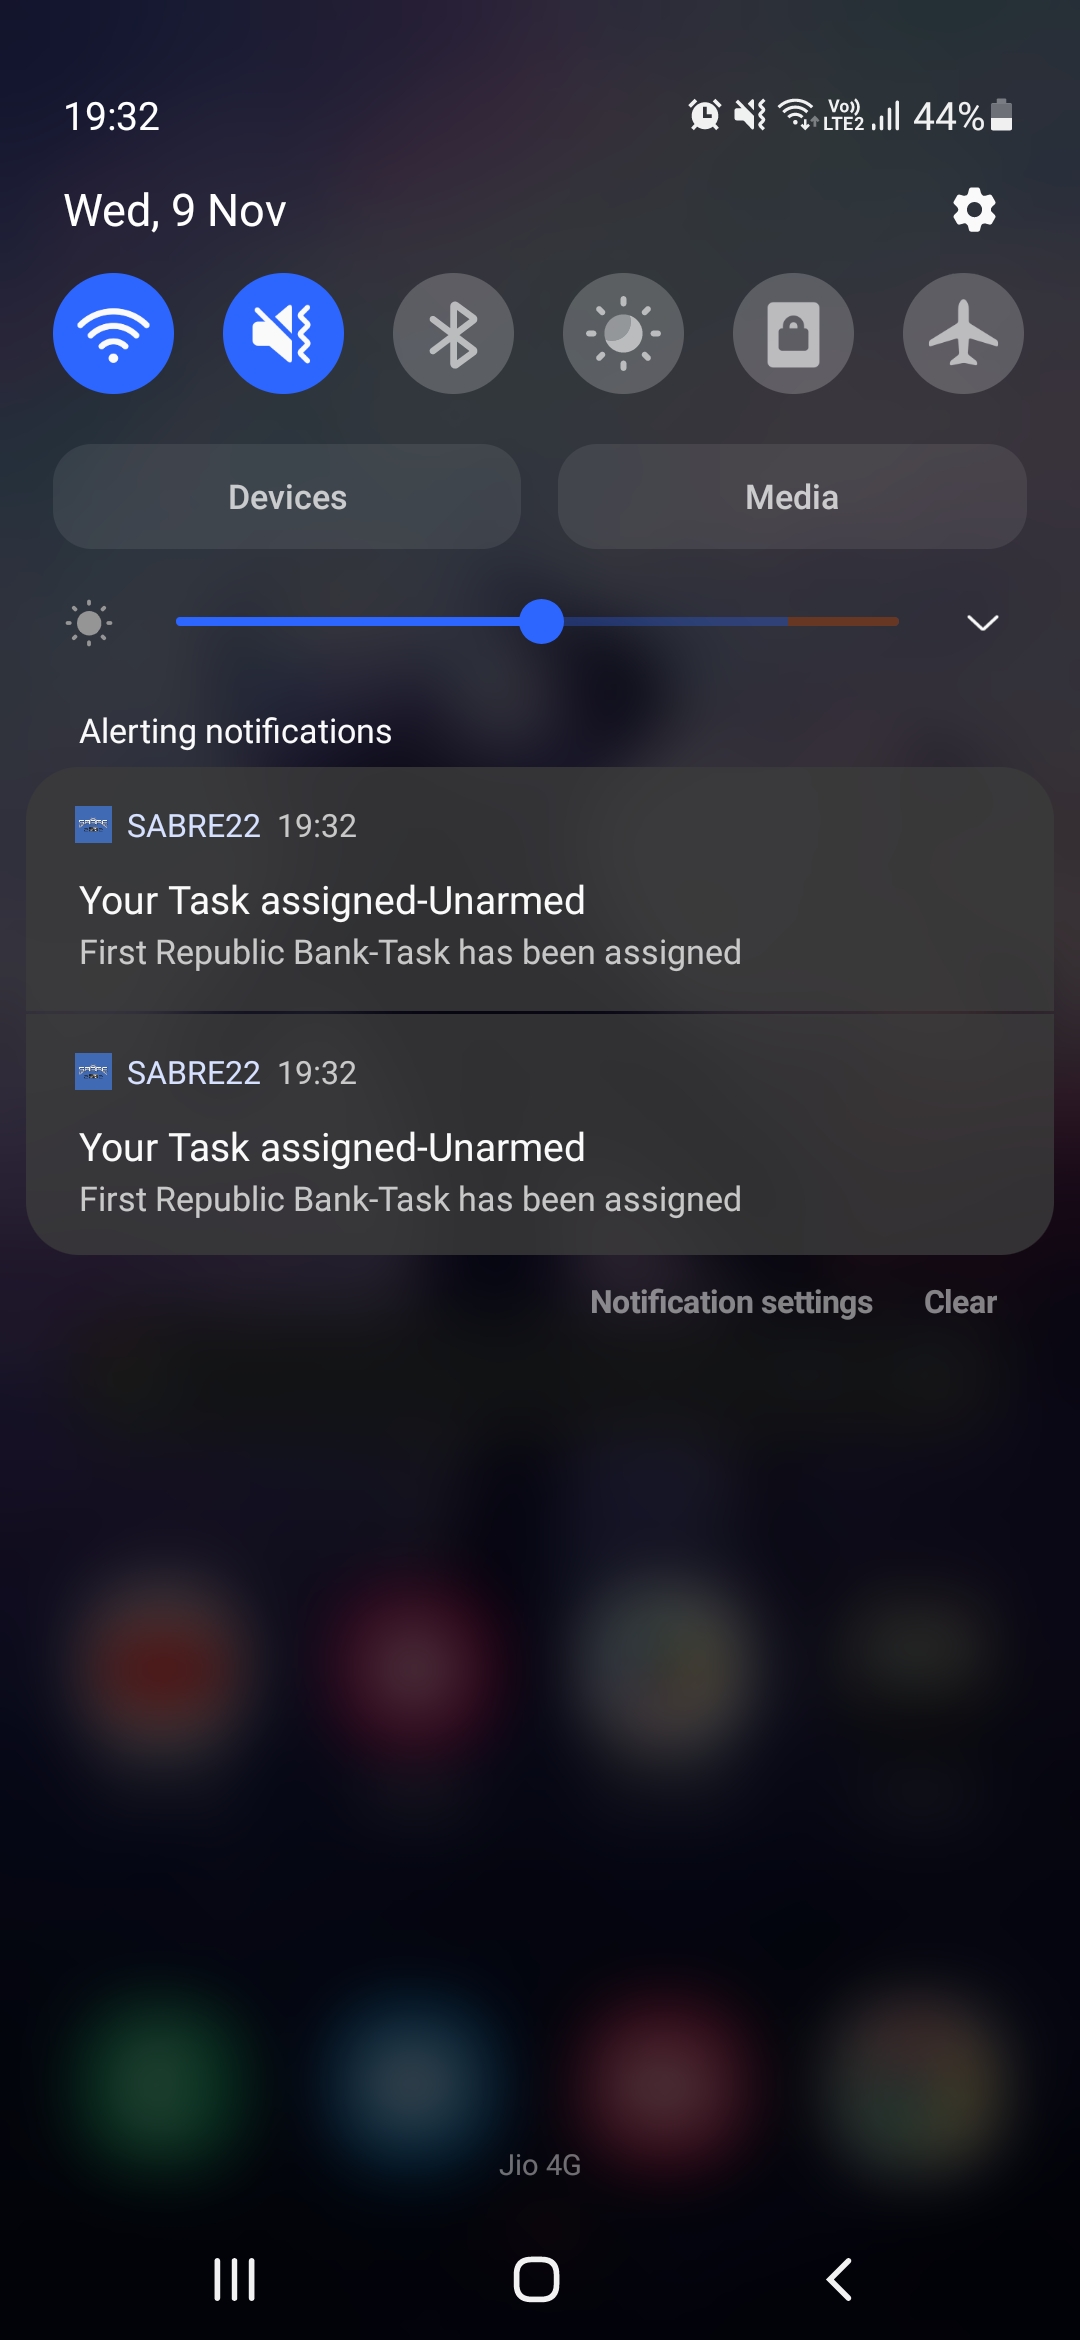 19:32 Vo)) LTE2 44%
Wed, 9 Nov
Devices Media
Alerting notifications
SABRE22 19:32
Your Task assigned-Unarmed
First Republic Bank-Task has been assigned
SABRE22 19:32
Your Task assigned-Unarmed
First Republic Bank-Task has been assigned
Notification settings Clear
Jio 4G